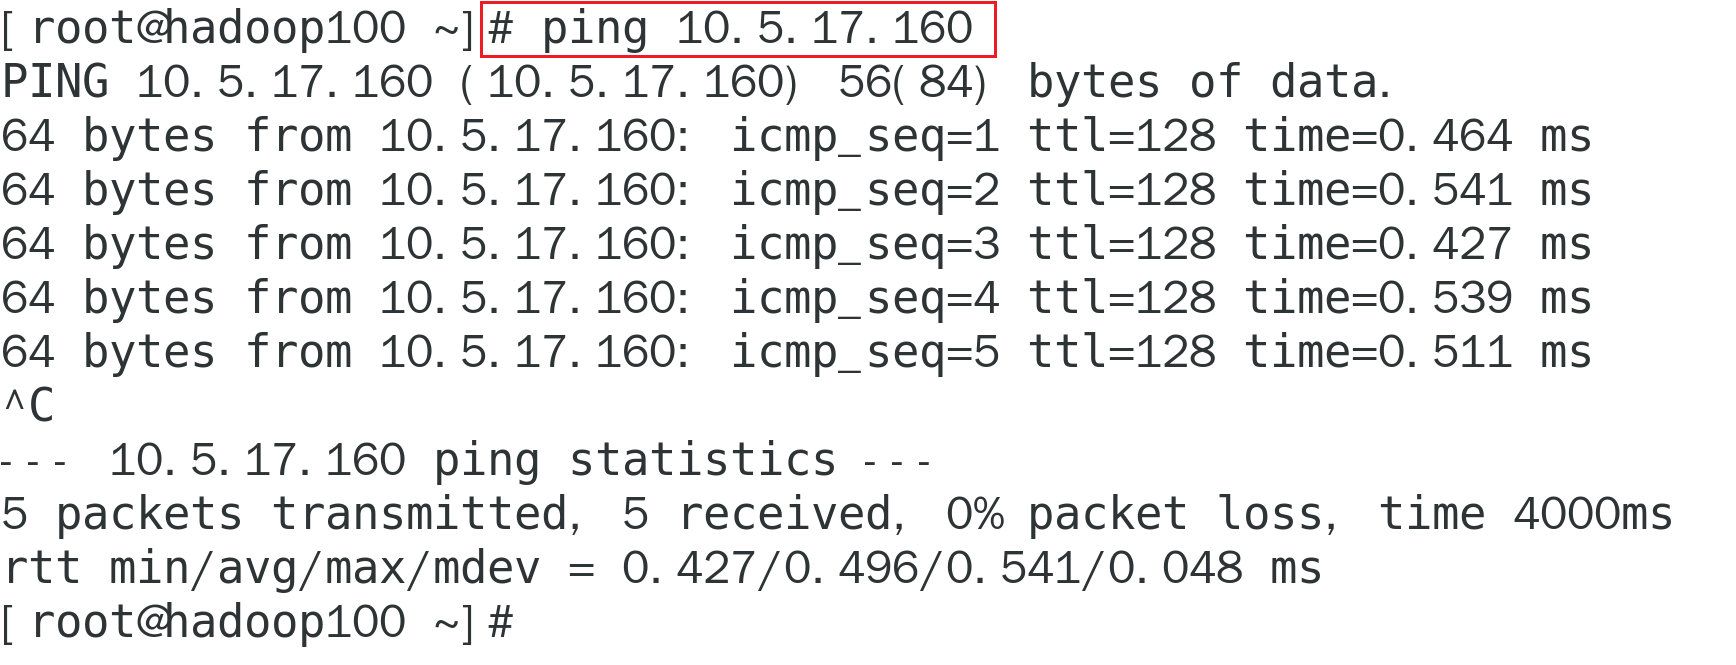 [root@hadoop100 ~]# ping 10.5.17.160
PING 10.5.17.160 (10.5.17.160) 56(84) bytes of data.
64 bytes from 10.5.17.160: icmp_seq=1 ttl=128 time=0.464 ms
64 bytes from 10.5.17.160: icmp_seq=2 ttl=128 time=0.541 ms
64 bytes from 10.5.17.160: icmp_seq=3 ttl=128 time=0.427 ms
64 bytes from 10.5.17.160: icmp_seq=4 ttl=128 time=0.539 ms
64 bytes from 10.5.17.160: icmp_seq=5 ttl=128 time=0.511 ms
^C
--- 10.5.17.160 ping statistics ---
5 packets transmitted, 5 received, 0% packet loss, time 4000ms
rtt min/avg/max/mdev = 0.427/0.496/0.541/0.048 ms
[root@hadoop100 ~]#